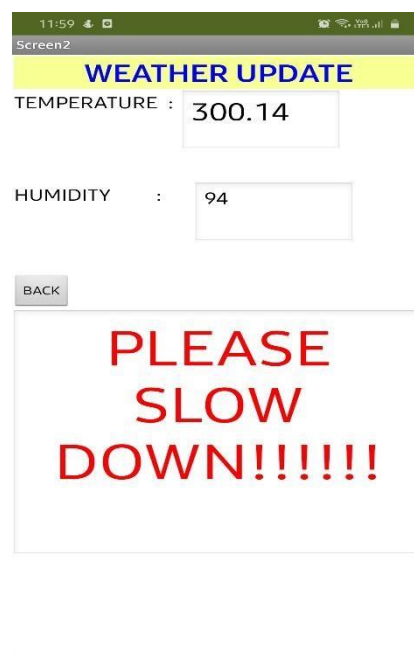 11:59
Screen2
WEATHER UPDATE
TEMPERATURE : 300.14
HUMIDITY : 94
BACK
PLEASE
SLOW
DOWN!!!!!!